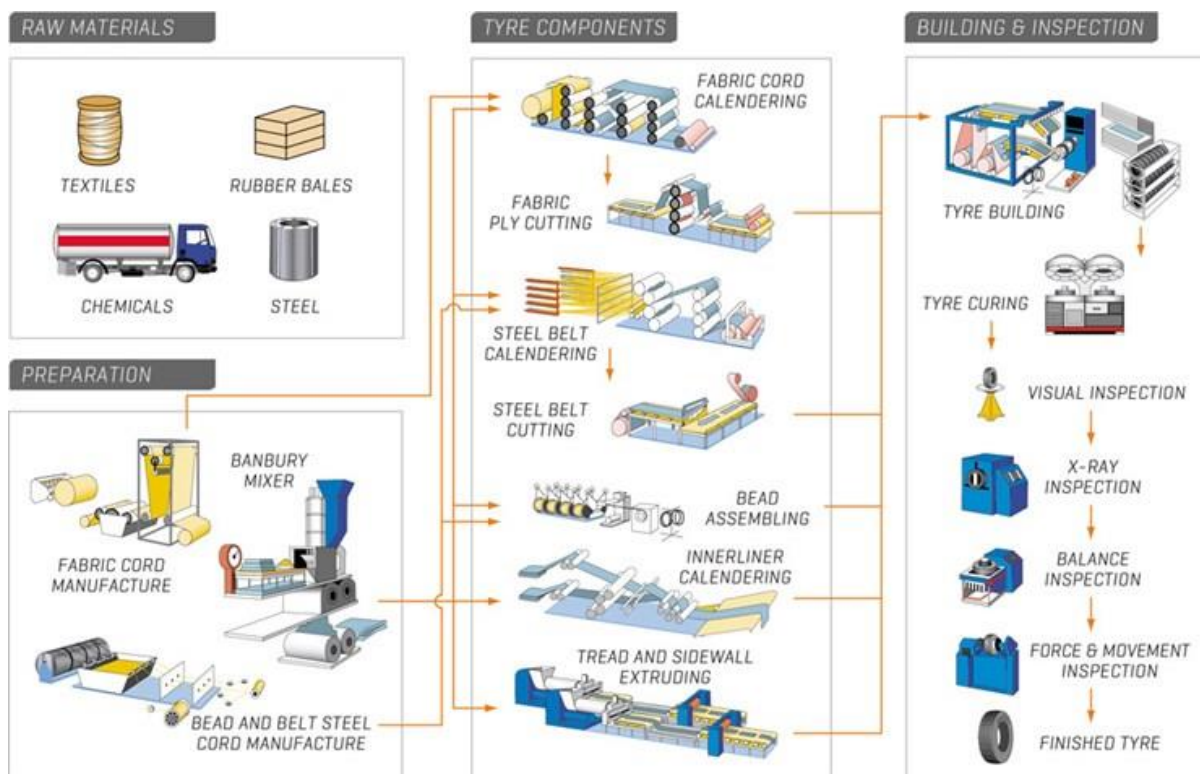 RAW MATERIALS
TEXTILES
RUBBER BALES
CHEMICALS
STEEL
PREPARATION
BANBURY
MIXER
FABRIC CORD
MANUFACTURE
BEAD AND BELT STEEL
CORD MANUFACTURE
TYRE COMPONENTS
FABRIC CORD
CALENDERING
FABRIC
PLY CUTTING
STEEL BELT
CALENDERING
STEEL BELT
CUTTING
BEAD
ASSEMBLING
INNERLINER
CALENDERING
TREAD AND SIDEWALL
EXTRUDING
BUILDING & INSPECTION
TYRE BUILDING
TYRE CURING
VISUAL INSPECTION
X-RAY
INSPECTION
BALANCE
INSPECTION
FORCE & MOVEMENT
INSPECTION
FINISHED TYRE